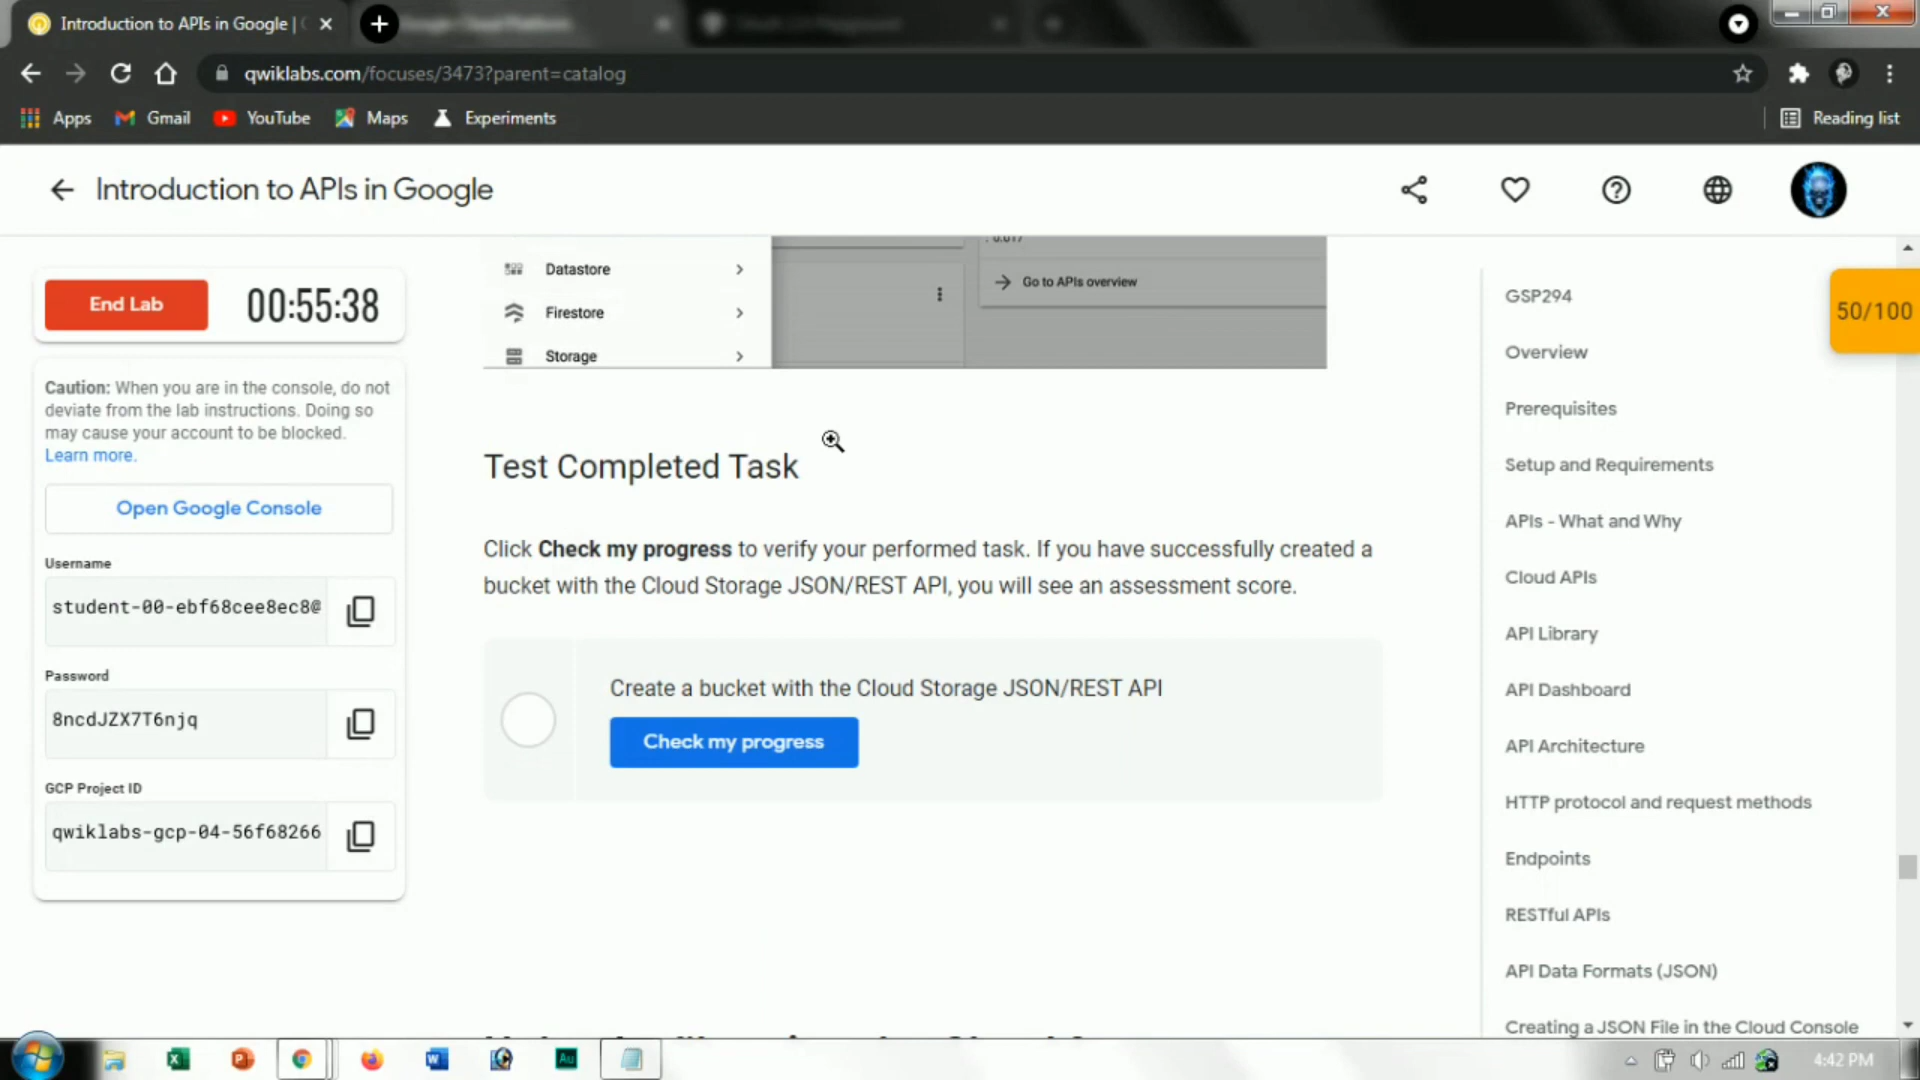 Introduction to APIs in Google |
qwiklabs.com/focuses/3473?parent=catalog
Apps
Gmail
YouTube
Maps
Experiments
Reading list
Introduction to APIs in Google
End Lab
00:55:38
Caution: When you are in the console, do not
deviate from the lab instructions. Doing so
may cause your account to be blocked.
Learn more.
Open Google Console
Username
student-00-ebf68cee8ec8@
Password
8ncdJZX7T6njq
GCP Project ID
qwiklabs-gcp-04-56f68266
Datastore
Firestore
Storage
Go to APIs overview
Test Completed Task
Click Check my progress to verify your performed task. If you have successfully created a
bucket with the Cloud Storage JSON/REST API, you will see an assessment score.
Create a bucket with the Cloud Storage JSON/REST API
Check my progress
GSP294
Overview
Prerequisites
Setup and Requirements
APIs - What and Why
Cloud APIs
API Library
API Dashboard
API Architecture
HTTP protocol and request methods
Endpoints
RESTful APIs
API Data Formats (JSON)
Creating a JSON File in the Cloud Console
50/100
4:42 PM